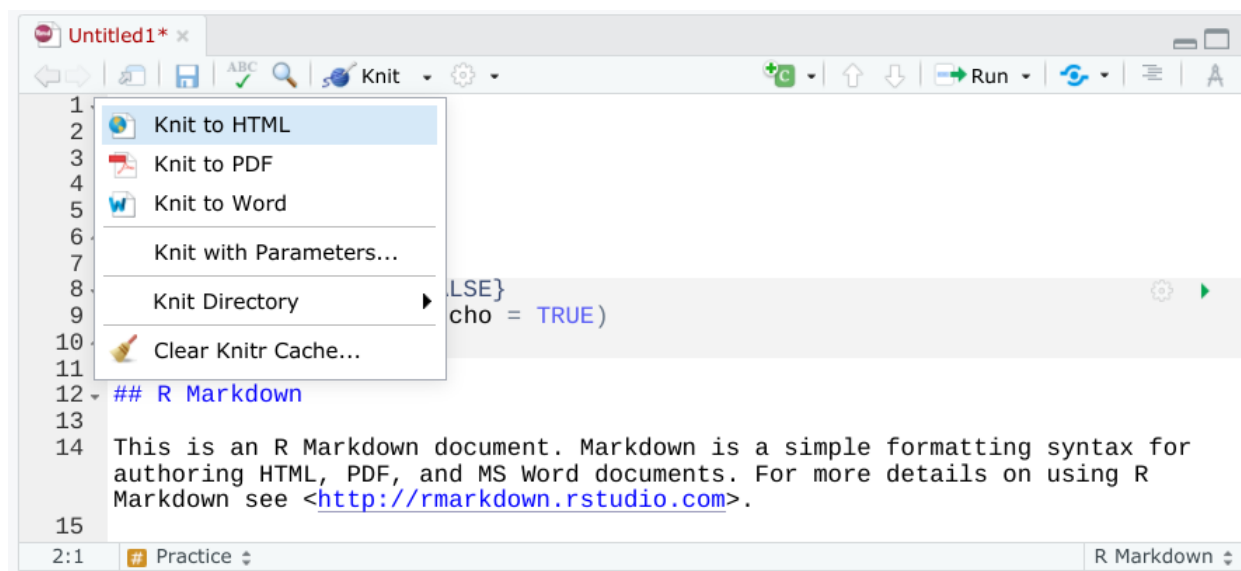 Untitled1*
ABC Knit Run
1
2
3
4
5
6
7
8
9
10
11
12
13
14
15
Knit to HTML
Knit to PDF
Knit to Word
Knit with Parameters...
Knit Directory
Clear Knitr Cache...
LSE}
cho = TRUE)
## R Markdown
This is an R Markdown document. Markdown is a simple formatting syntax for
authoring HTML, PDF, and MS Word documents. For more details on using R
Markdown see <http://rmarkdown.rstudio.com>.
2:1 # Practice R Markdown